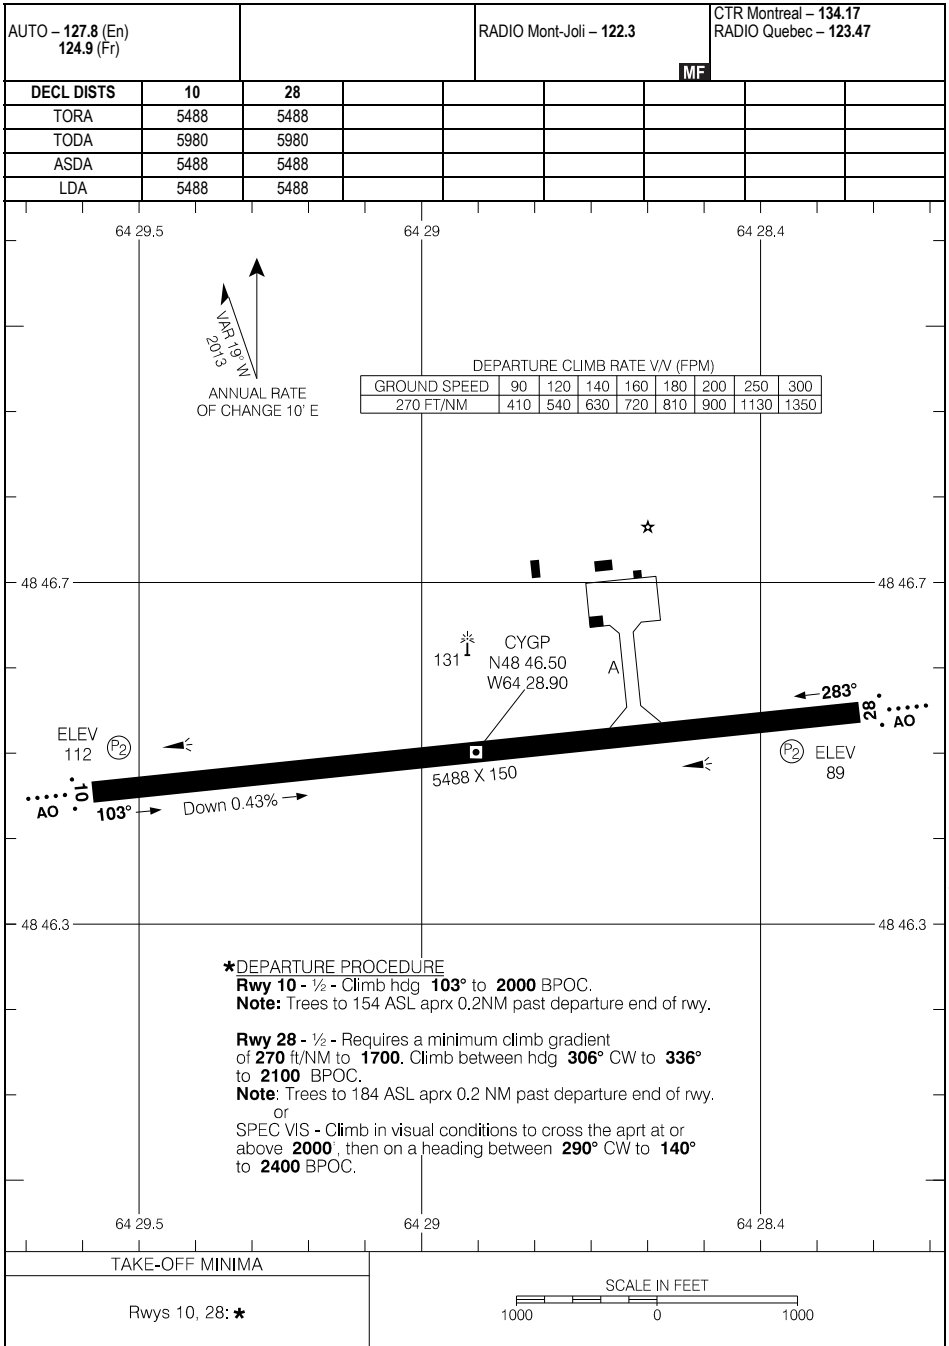 AUTO – 127.8 (En)
124.9 (Fr)
RADIO Mont-Joli – 122.3
MF
CTR Montreal – 134.17
RADIO Quebec – 123.47
DECL DISTS 10 28
TORA 5488 5488
TODA 5980 5980
ASDA 5488 5488
LDA 5488 5488
64 29.5 64 29 64 28.4
VAR 19° W
2013
ANNUAL RATE
OF CHANGE 10' E
DEPARTURE CLIMB RATE V/V (FPM)
GROUND SPEED 90 120 140 160 180 200 250 300
270 FT/NM 410 540 630 720 810 900 1130 1350
48 46.7 48 46.7
131
CYGP
N48 46.50
W64 28.90
A
283°
28
AO
ELEV
112
P2
P2
ELEV
89
5488 X 150
10
AO
103°
Down 0.43%
48 46.3 48 46.3
*DEPARTURE PROCEDURE
Rwy 10 - ½ - Climb hdg 103° to 2000 BPOC.
Note: Trees to 154 ASL aprx 0.2NM past departure end of rwy.
Rwy 28 - ½ - Requires a minimum climb gradient
of 270 ft/NM to 1700. Climb between hdg 306° CW to 336°
to 2100 BPOC.
Note: Trees to 184 ASL aprx 0.2 NM past departure end of rwy.
or
SPEC VIS - Climb in visual conditions to cross the aprt at or
above 2000', then on a heading between 290° CW to 140°
to 2400 BPOC.
64 29.5 64 29 64 28.4
TAKE-OFF MINIMA
Rwys 10, 28: *
SCALE IN FEET
1000 0 1000